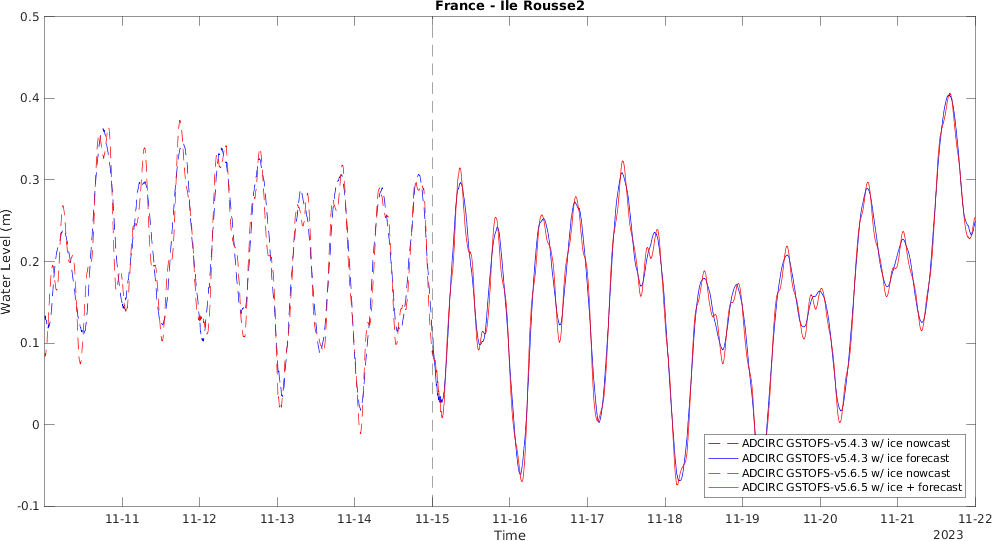 France - Ile Rousse2
0.5
0.4
0.3
0.2
0.1
0
-0.1
Water Level (m)
ADCIRC GSTOFS-v5.4.3 w/ ice nowcast
ADCIRC GSTOFS-v5.4.3 w/ ice forecast
ADCIRC GSTOFS-v5.6.5 w/ ice nowcast
ADCIRC GSTOFS-v5.6.5 w/ ice + forecast
11-11 11-12 11-13 11-14 11-15 11-16 11-17 11-18 11-19 11-20 11-21 11-22
Time
2023